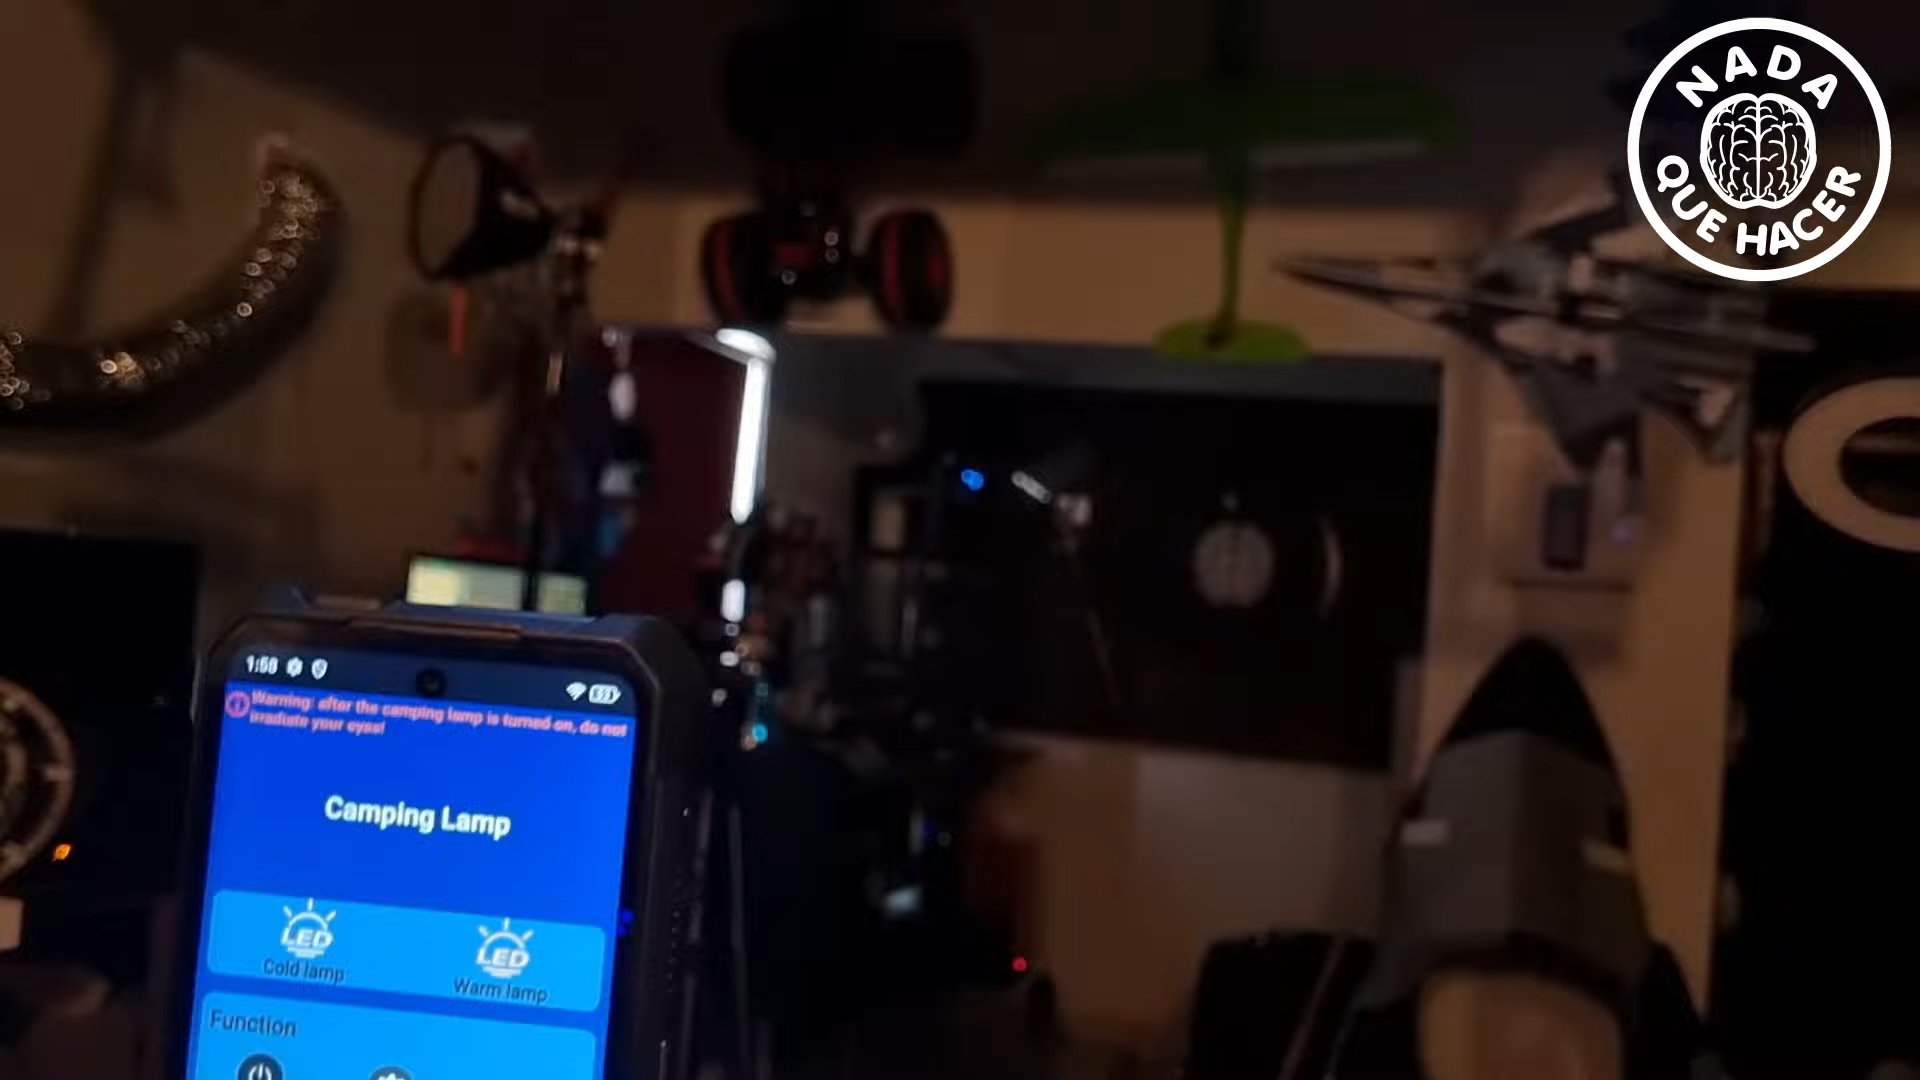 NADA
QUE HACER
1:58
Warning: after the camping lamp is turned on, do not
irradiate your eyes!
Camping Lamp
LED
LED
Cold lamp
Warm lamp
Function